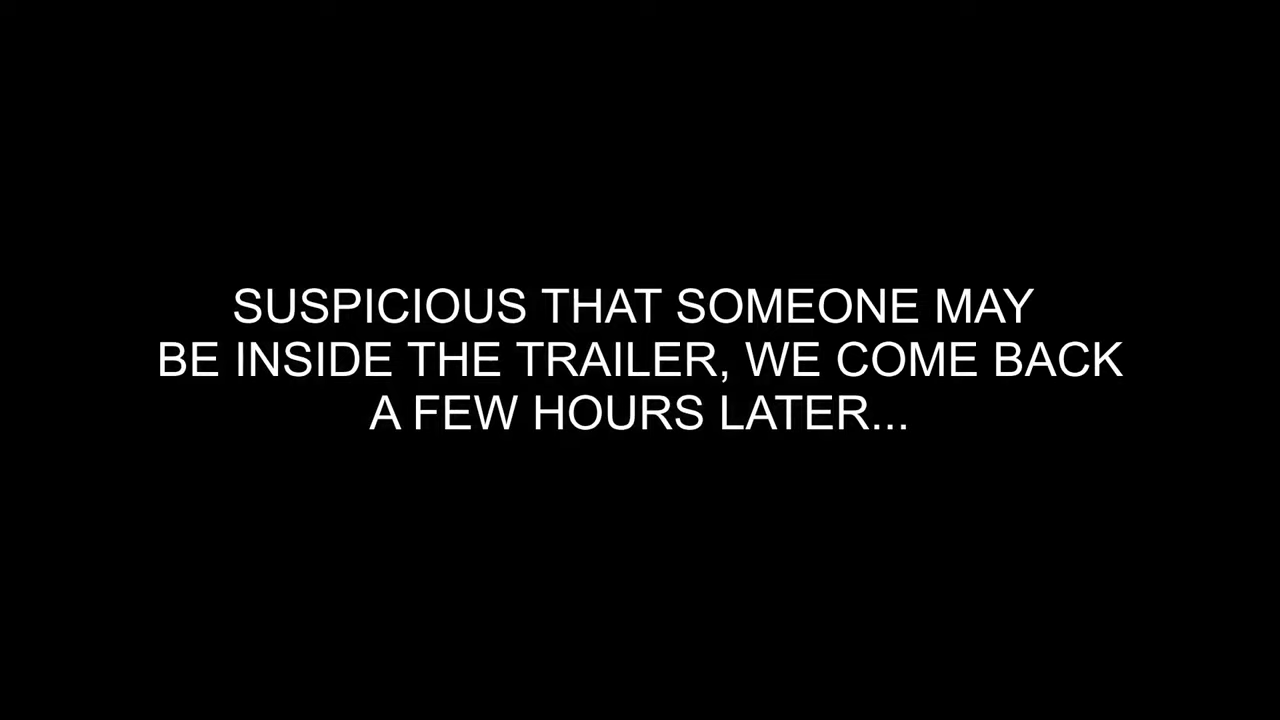 SUSPICIOUS THAT SOMEONE MAY
BE INSIDE THE TRAILER, WE COME BACK
A FEW HOURS LATER...